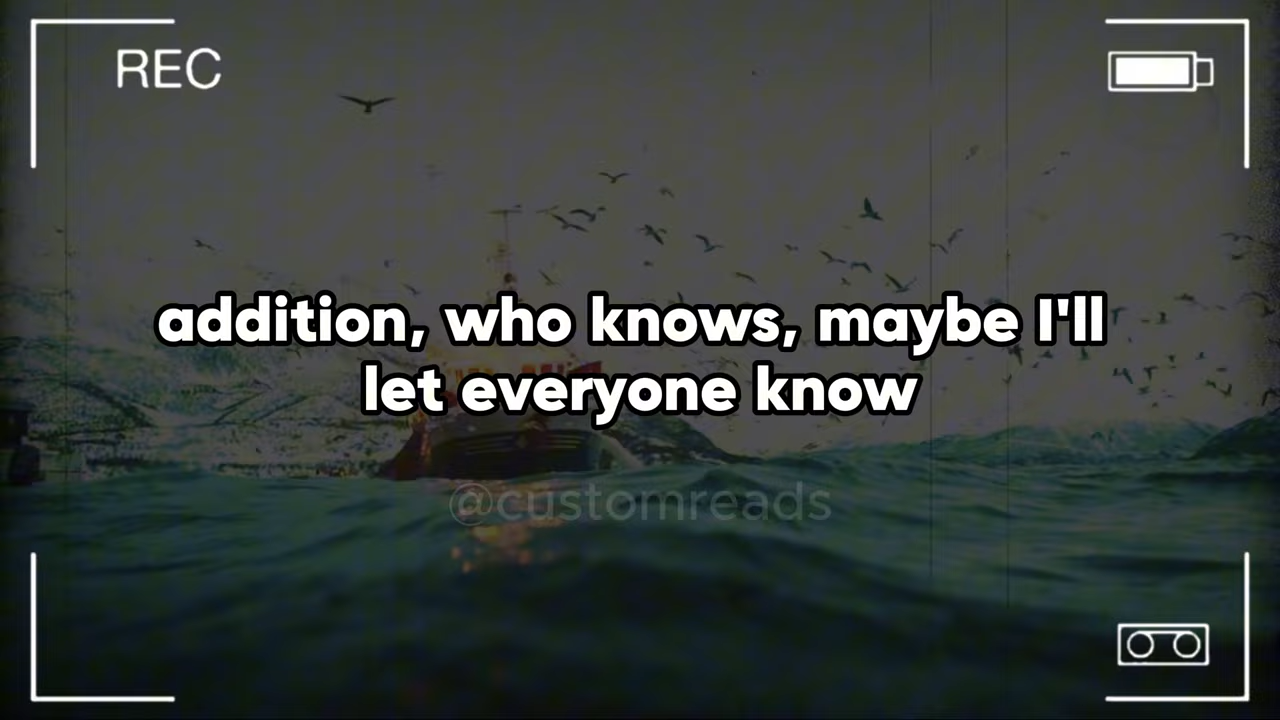 REC
addition, who knows, maybe I'll
let everyone know
@customreads